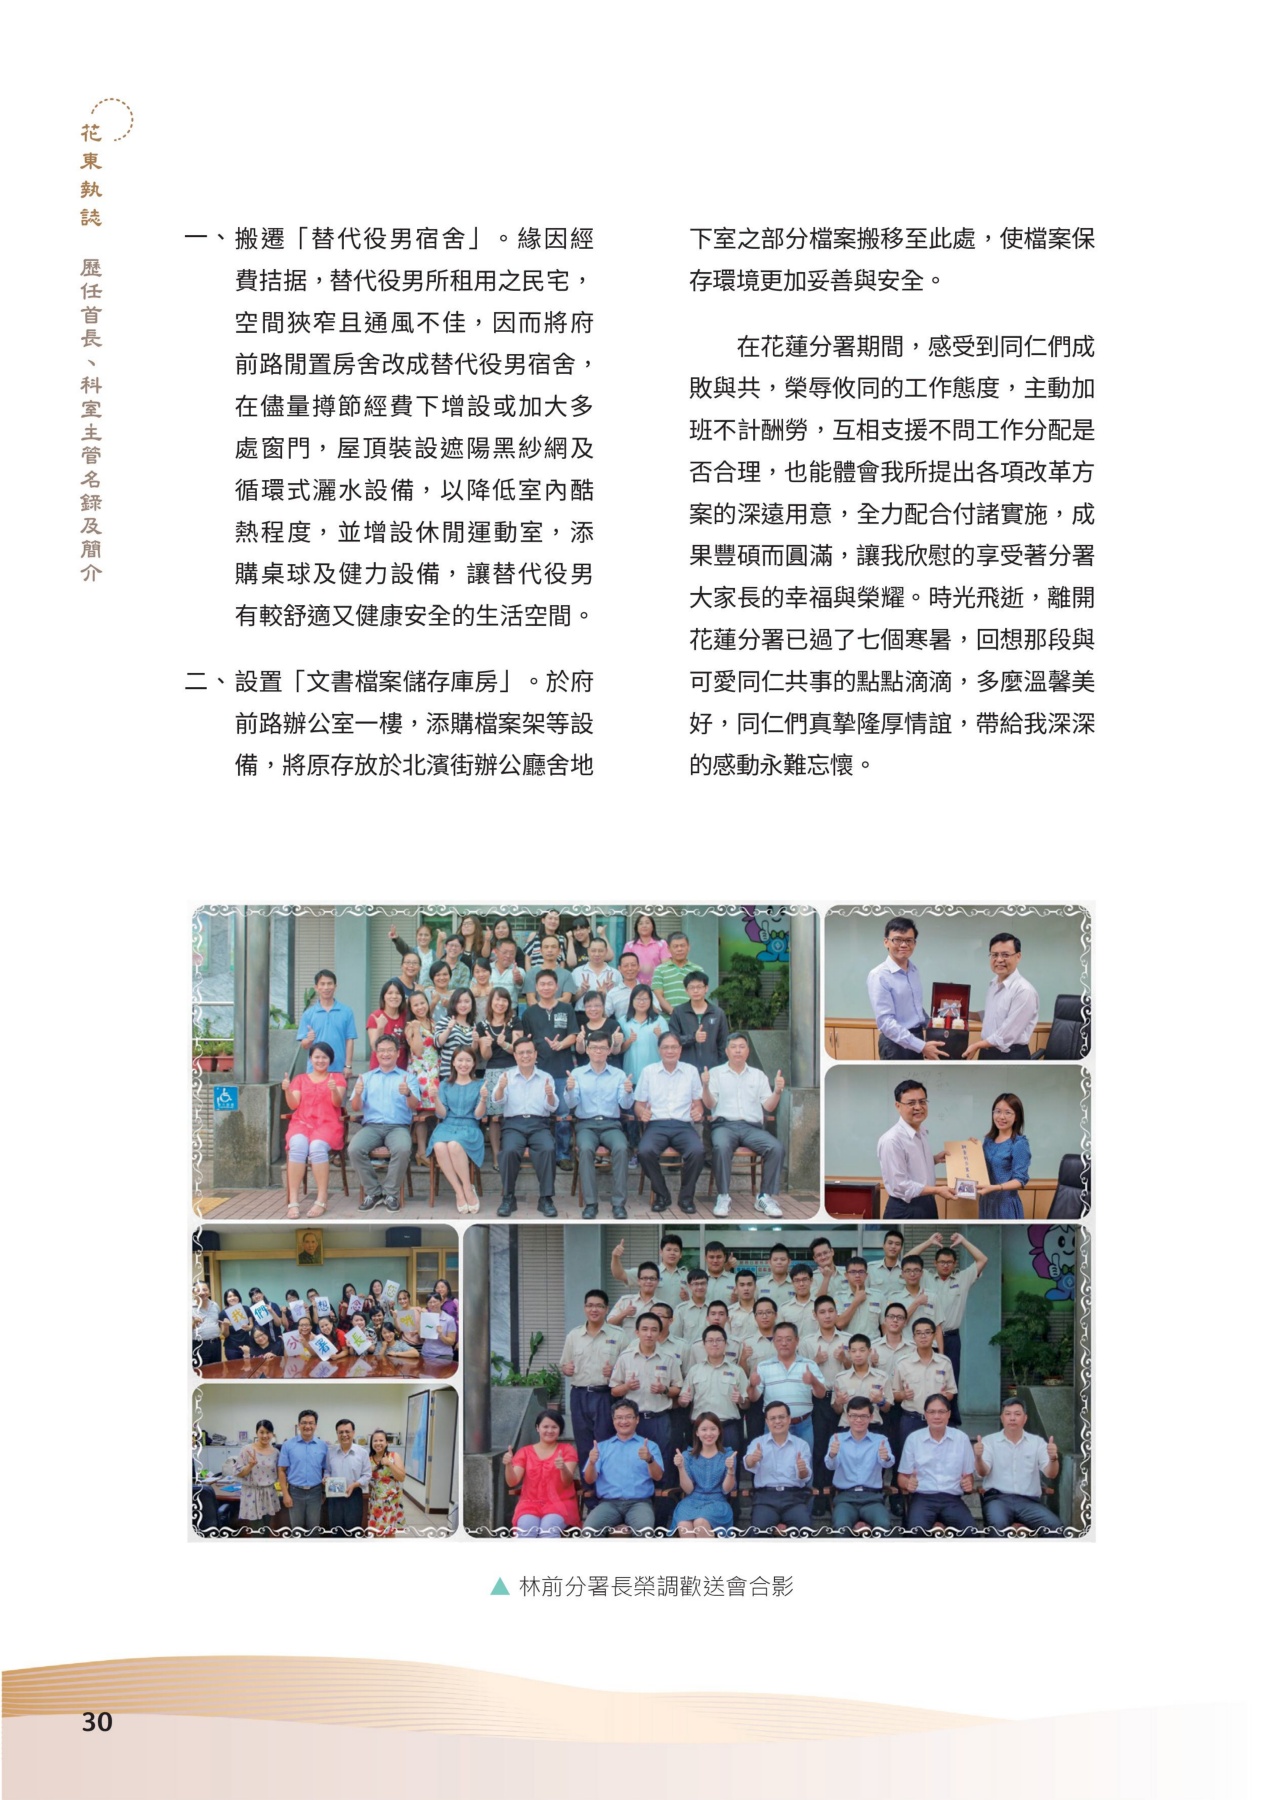 花東執誌　歷任首長、科室主管名錄及簡介
一、搬遷「替代役男宿舍」。緣因經
費拮据，替代役男所租用之民宅，
空間狹窄且通風不佳，因而將府
前路閒置房舍改成替代役男宿舍，
在儘量撙節經費下增設或加大多
處窗門，屋頂裝設遮陽黑紗網及
循環式灑水設備，以降低室內酷
熱程度，並增設休閒運動室，添
購桌球及健力設備，讓替代役男
有較舒適又健康安全的生活空間。
二、設置「文書檔案儲存庫房」。於府
前路辦公室一樓，添購檔案架等設
備，將原存放於北濱街辦公廳舍地
下室之部分檔案搬移至此處，使檔案保
存環境更加妥善與安全。
在花蓮分署期間，感受到同仁們成
敗與共，榮辱攸同的工作態度，主動加
班不計酬勞，互相支援不問工作分配是
否合理，也能體會我所提出各項改革方
案的深遠用意，全力配合付諸實施，成
果豐碩而圓滿，讓我欣慰的享受著分署
大家長的幸福與榮耀。時光飛逝，離開
花蓮分署已過了七個寒暑，回想那段與
可愛同仁共事的點點滴滴，多麼溫馨美
好，同仁們真摯隆厚情誼，帶給我深深
的感動永難忘懷。
我們想
分署長
▲ 林前分署長榮調歡送會合影
30